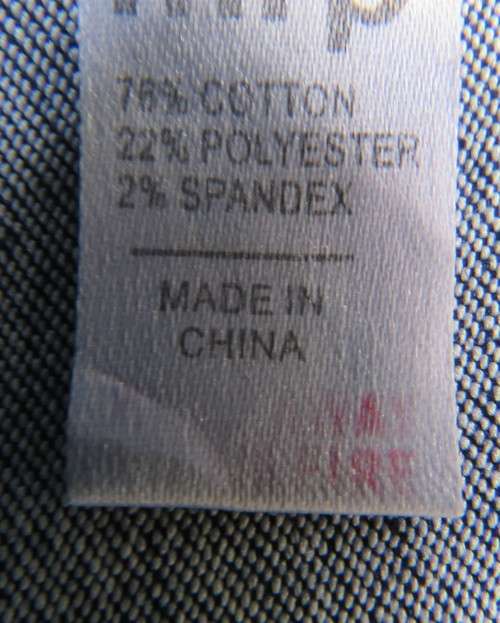 76% COTTON
22% POLYESTER
2% SPANDEX
MADE IN
CHINA